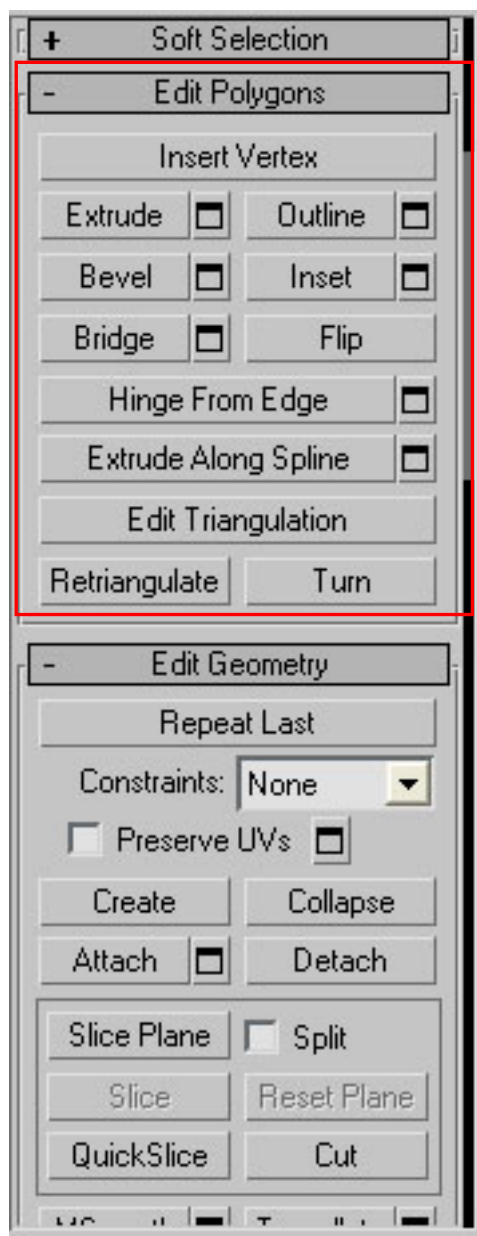 + Soft Selection
- Edit Polygons
Insert Vertex
Extrude Outline
Bevel Inset
Bridge Flip
Hinge From Edge
Extrude Along Spline
Edit Triangulation
Retriangulate Turn
- Edit Geometry
Repeat Last
Constraints: None
Preserve UVs
Create Collapse
Attach Detach
Slice Plane Split
Slice Reset Plane
QuickSlice Cut